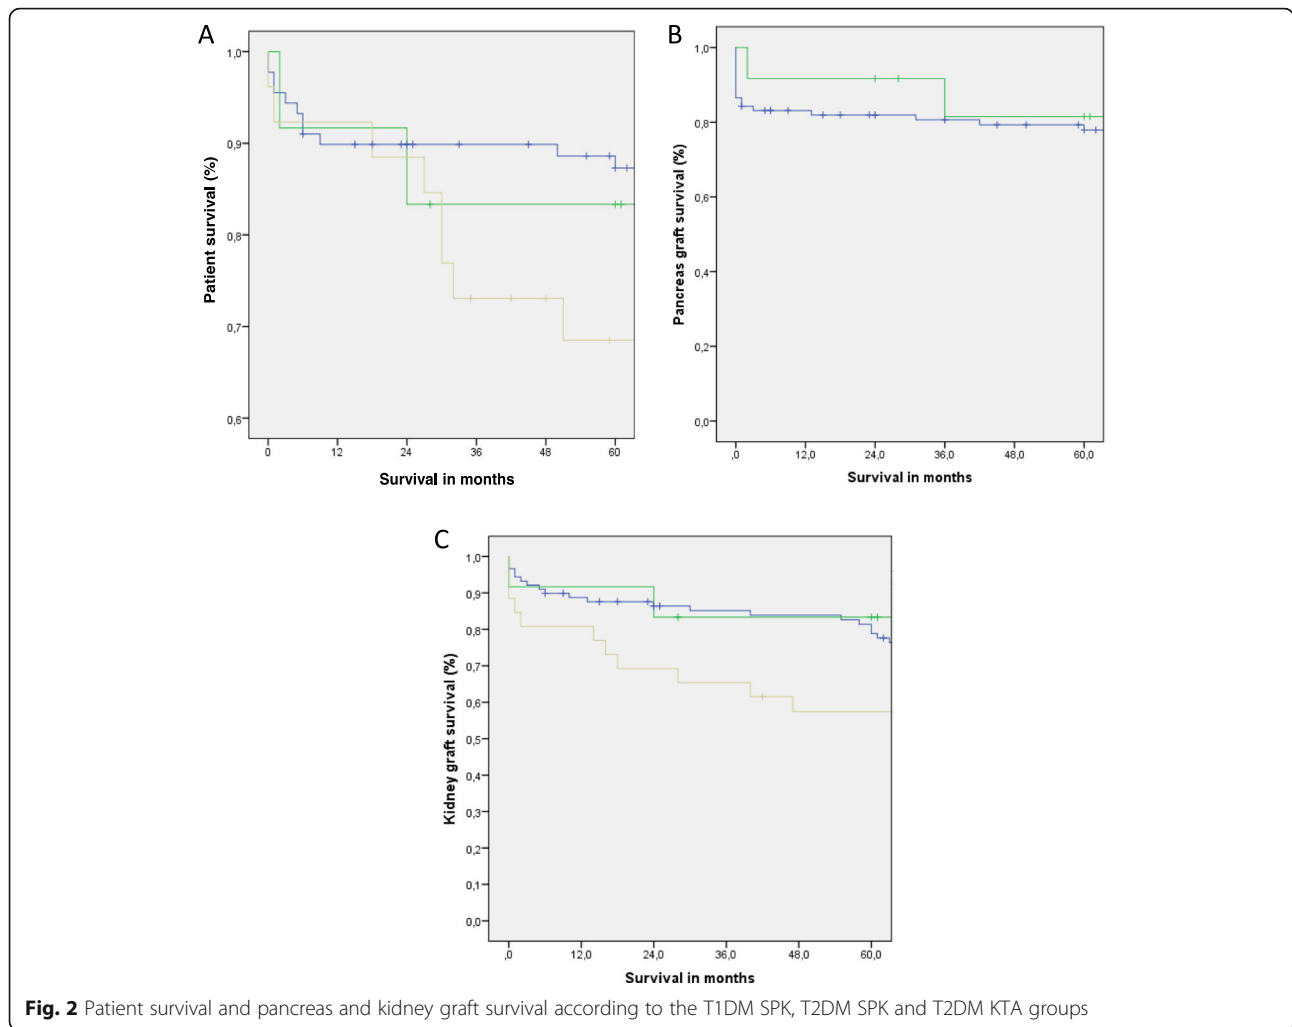 A
Patient survival (%)
1,0
0,9
0,8
0,7
0,6
0 12 24 36 48 60
Survival in months
B
Pancreas graft survival (%)
1,0
0,8
0,6
0,4
0,2
0,0
,0 12,0 24,0 36,0 48,0 60,0
Survival in months
C
Kidney graft survival (%)
1,0
0,9
0,8
0,7
0,6
0,5
0,4
0,3
0,2
0,1
0,0
,0 12,0 24,0 36,0 48,0 60,0
Survival in months
Fig. 2 Patient survival and pancreas and kidney graft survival according to the T1DM SPK, T2DM SPK and T2DM KTA groups